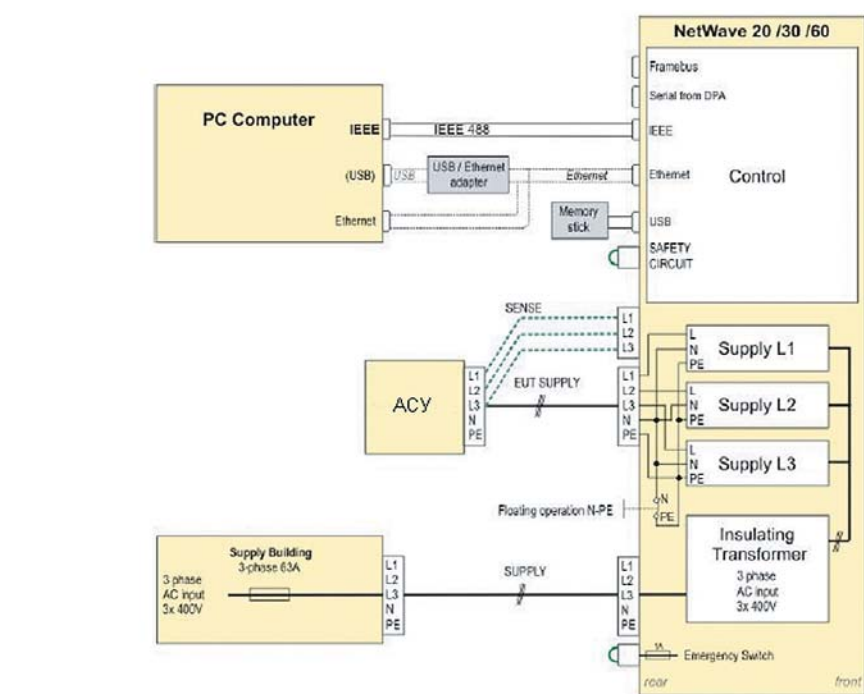 NetWave 20 /30 /60
Framebus
Serial from DPA
PC Computer
IEEE
IEEE 488
IEEE
(USB)
USB
USB / Ethernet
adapter
Ethernet
Ethernet
Control
Ethernet
Memory
stick
USB
SAFETY
CIRCUIT
SENSE
L1
L2
L3
L
N
PE
Supply L1
АСУ
L1
L2
L3
N
PE
EUT SUPPLY
L1
L2
L3
N
PE
L
N
PE
Supply L2
L
N
PE
Supply L3
Floating operation N-PE
N
PE
Insulating
Transformer
3 phase
AC input
3x 400V
Supply Building
3-phase 63A
3 phase
AC input
3x 400V
L1
L2
L3
N
PE
SUPPLY
L1
L2
L3
N
PE
1A
Emergency Switch
rear
front